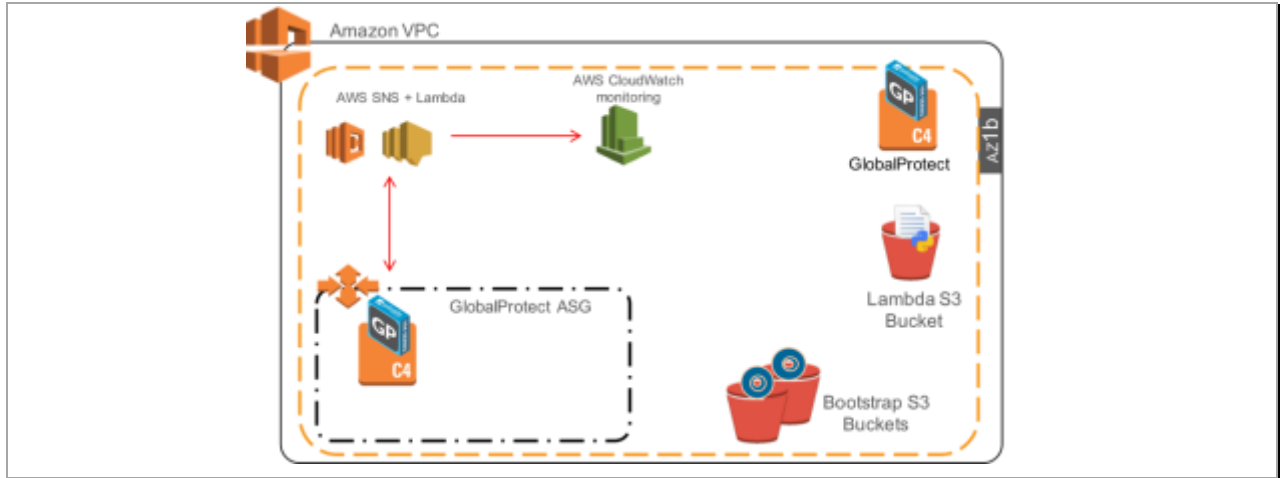 Amazon VPC
AWS SNS + Lambda
AWS CloudWatch
monitoring
GP
C4
GlobalProtect
AZ1b
Lambda S3
Bucket
GlobalProtect ASG
GP
C4
Bootstrap S3
Buckets